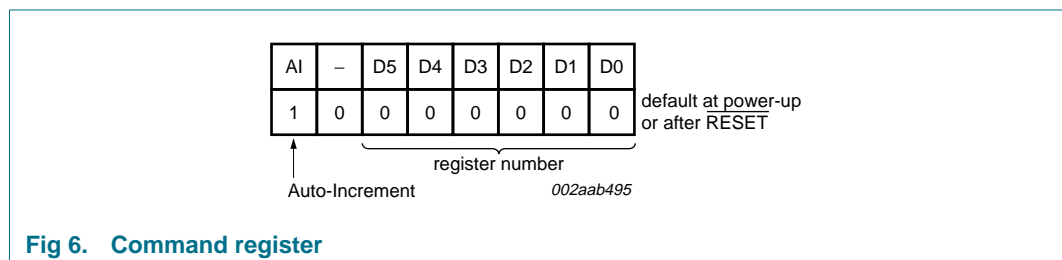 AI – D5 D4 D3 D2 D1 D0
1 0 0 0 0 0 0 0
default at power-up
or after RESET
register number
Auto-Increment 002aab495
Fig 6. Command register